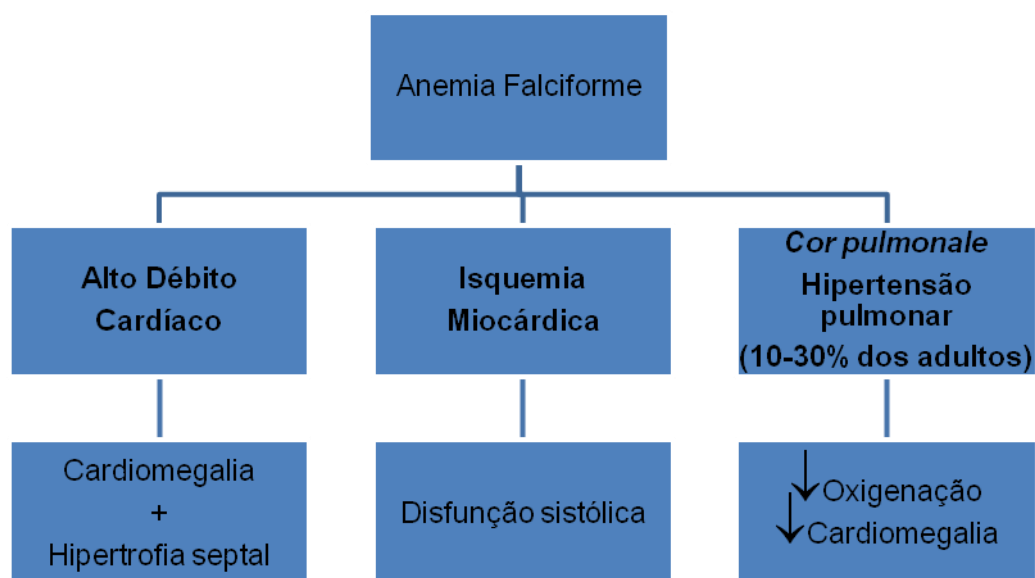 Anemia Falciforme
Alto Débito
Cardíaco
Isquemia
Miocárdica
Cor pulmonale
Hipertensão
pulmonar
(10-30% dos adultos)
Cardiomegalia
+
Hipertrofia septal
Disfunção sistólica
↓Oxigenação
↓Cardiomegalia